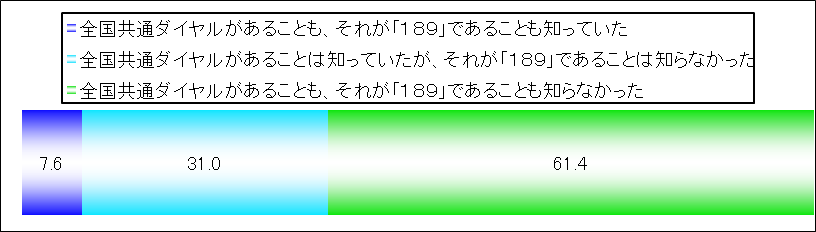 全国共通ダイヤルがあることも、それが「１８９」であることも知っていた
全国共通ダイヤルがあることは知っていたが、それが「１８９」であることは知らなかった
全国共通ダイヤルがあることも、それが「１８９」であることも知らなかった
7.6 31.0 61.4